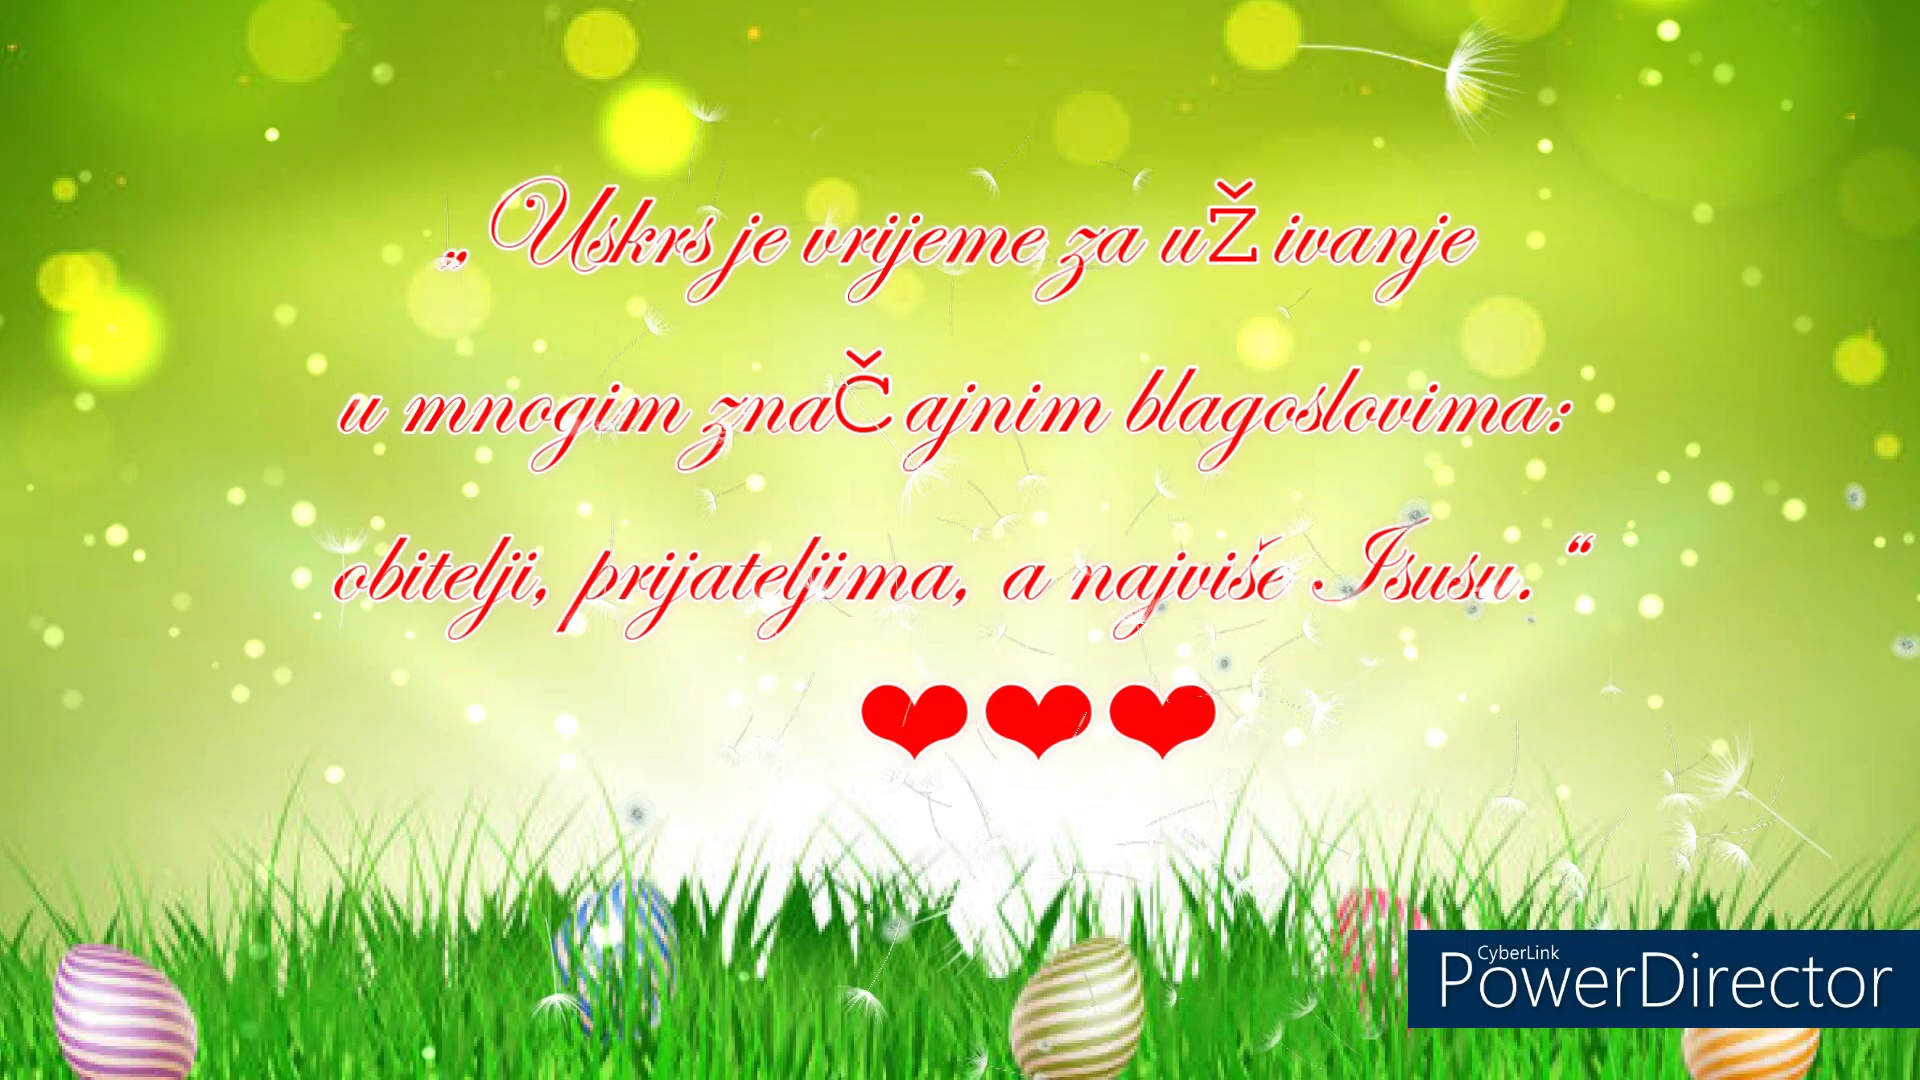 „Uskrs je vrijeme za uŽivanje
u mnogim znaČajnim blagoslovima:
obitelji, prijateljima, a najviše Isusu.“
❤❤❤
CyberLink
PowerDirector